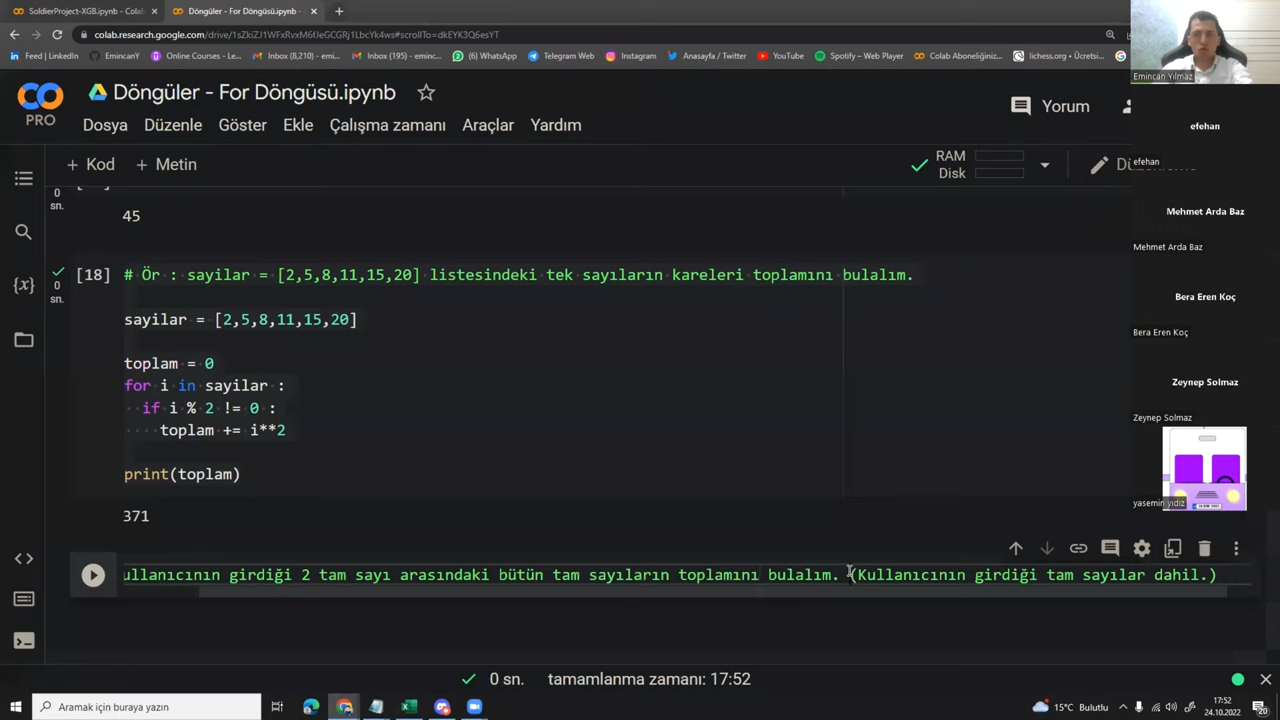 SoldierProject-XGB.ipynb - Colab
Döngüler - For Döngüsü.ipynb
colab.research.google.com/drive/1sZkiZJ1WFxRvxM6fJeGCGRj1LbcYk4ws#scrollTo=dkEYK3Q6esYT
Feed | LinkedIn
EmincanY
Online Courses - Le...
Inbox (8,210) - emi...
Inbox (195) - eminc...
(6) WhatsApp
Telegram Web
Instagram
Anasayfa / Twitter
YouTube
Spotify – Web Player
Colab Aboneliğiniz...
lichess.org • Ücretsi...
Emincan Yılmaz
CO
PRO
Döngüler - For Döngüsü.ipynb
Dosya Düzenle Göster Ekle Çalışma zamanı Araçlar Yardım
Yorum
efehan
efehan
+ Kod + Metin
RAM
Disk
Mehmet Arda Baz
Mehmet Arda Baz
0
sn.
45
[18] # Ör : sayilar = [2,5,8,11,15,20] listesindeki tek sayıların kareleri toplamını bulalım.
0
sn.
sayilar = [2,5,8,11,15,20]
toplam = 0
for i in sayilar :
if i % 2 != 0 :
toplam += i**2
print(toplam)
371
Bera Eren Koç
Bera Eren Koç
Zeynep Solmaz
Zeynep Solmaz
yasemin yıdız
ullanıcının girdiği 2 tam sayı arasındaki bütün tam sayıların toplamını bulalım. (Kullanıcının girdiği tam sayılar dahil.)
0 sn. tamamlanma zamanı: 17:52
Aramak için buraya yazın
15°C Bulutlu
17:52
24.10.2022
20